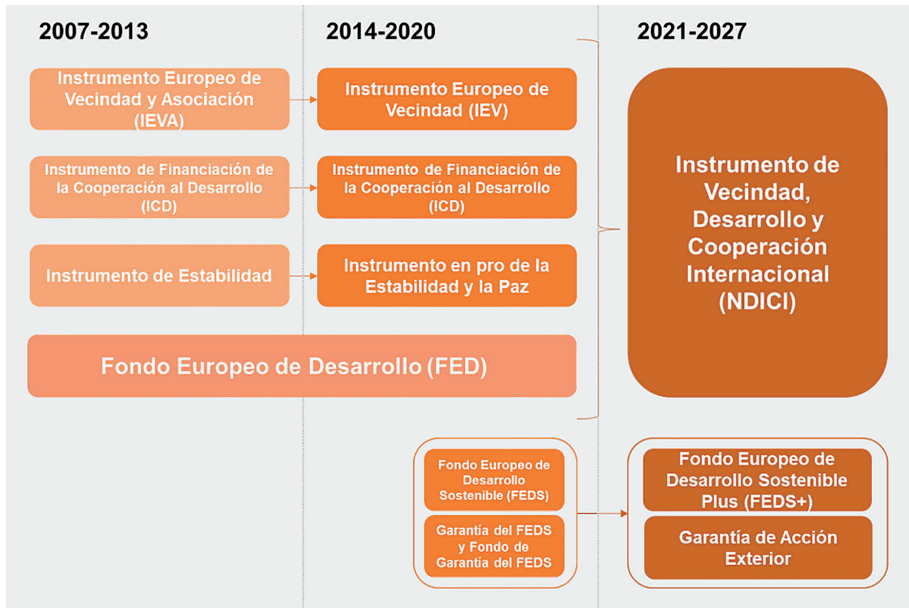 2007-2013
2014-2020
2021-2027
Instrumento Europeo de
Vecindad y Asociación
(IEVA)
Instrumento Europeo de
Vecindad (IEV)
Instrumento de Financiación de
la Cooperación al Desarrollo
(ICD)
Instrumento de Financiación de
la Cooperación al Desarrollo
(ICD)
Instrumento de Estabilidad
Instrumento en pro de la
Estabilidad y la Paz
Fondo Europeo de Desarrollo (FED)
Instrumento de
Vecindad,
Desarrollo y
Cooperación
Internacional
(NDICI)
Fondo Europeo de
Desarrollo
Sostenible (FEDS)
Garantía del FEDS
y Fondo de
Garantía del FEDS
Fondo Europeo de
Desarrollo Sostenible
Plus (FEDS+)
Garantía de Acción
Exterior